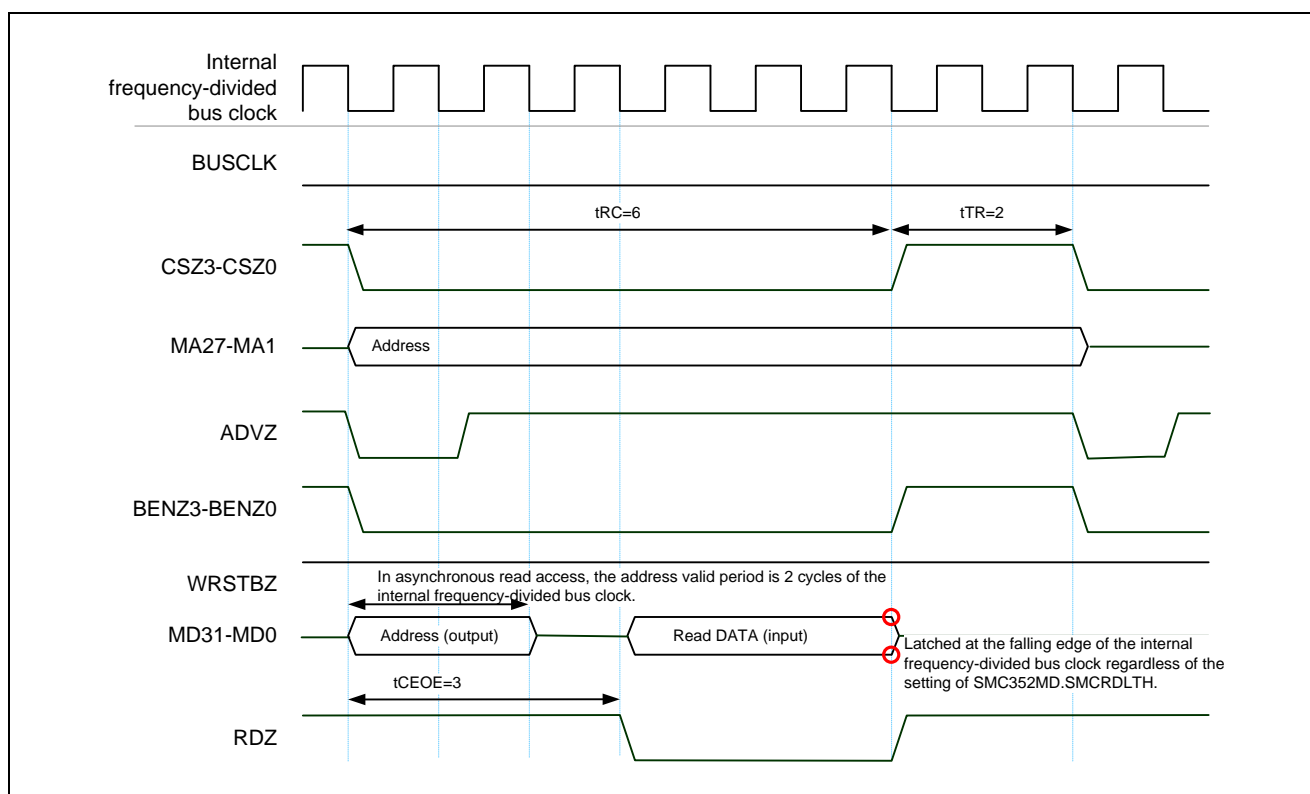 Internal
frequency-divided
bus clock
BUSCLK
tRC=6
tTR=2
CSZ3-CSZ0
MA27-MA1
Address
ADVZ
BENZ3-BENZ0
WRSTBZ
In asynchronous read access, the address valid period is 2 cycles of the
internal frequency-divided bus clock.
MD31-MD0
Address (output)
Read DATA (input)
Latched at the falling edge of the internal
frequency-divided bus clock regardless of the
setting of SMC352MD.SMCRDLTH.
tCEOE=3
RDZ